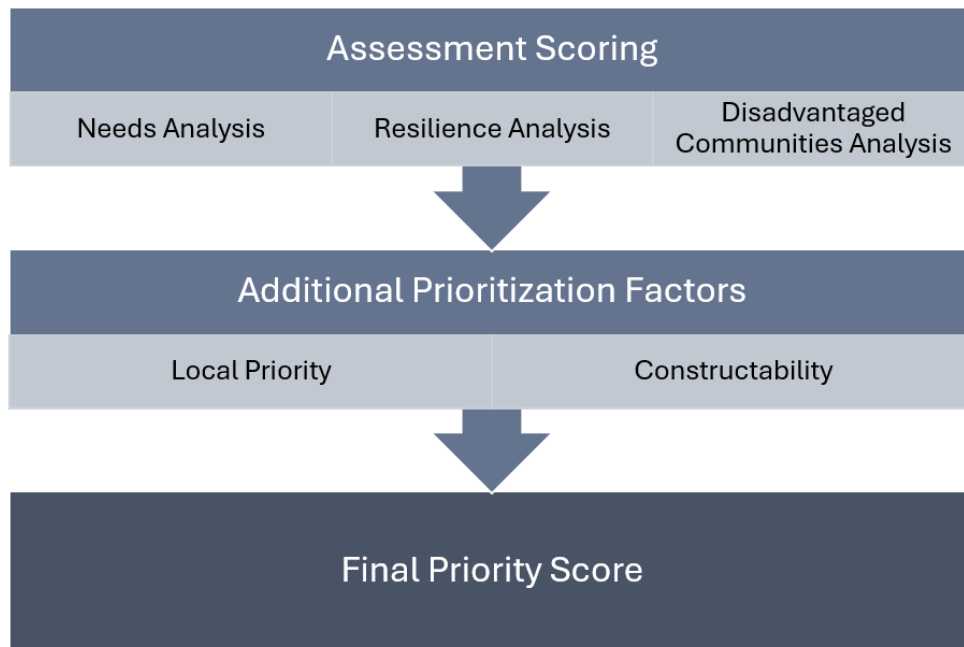 Assessment Scoring
Needs Analysis
Resilience Analysis
Disadvantaged
Communities Analysis
Additional Prioritization Factors
Local Priority
Constructability
Final Priority Score